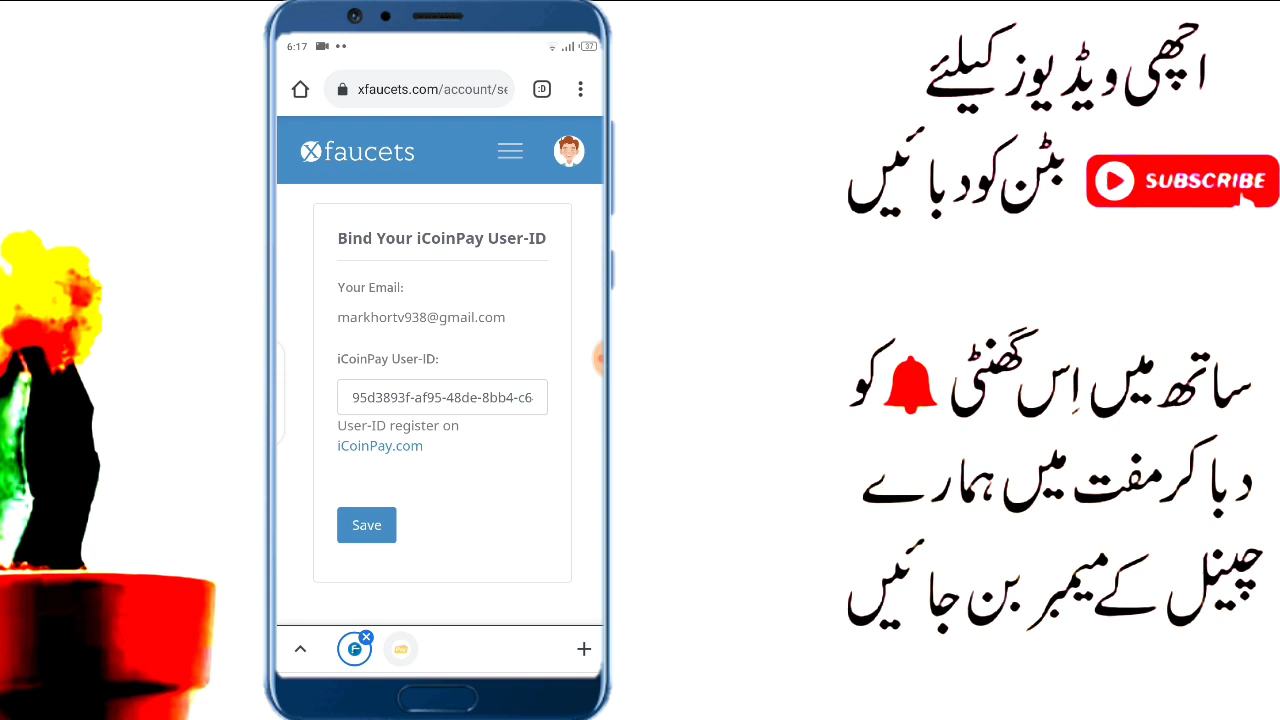 6:17
37
xfaucets.com/account/se
:D
xfaucets
Bind Your iCoinPay User-ID
Your Email:
markhortv938@gmail.com
iCoinPay User-ID:
95d3893f-af95-48de-8bb4-c6
User-ID register on
iCoinPay.com
Save
اچھی ویڈیوز کیلئے
بٹن کو دبائیں
SUBSCRIBE
ساتھ میں اِس گھنٹی کو
دبا کر مفت میں ہمارے
چینل کے میمبر بن جائیں